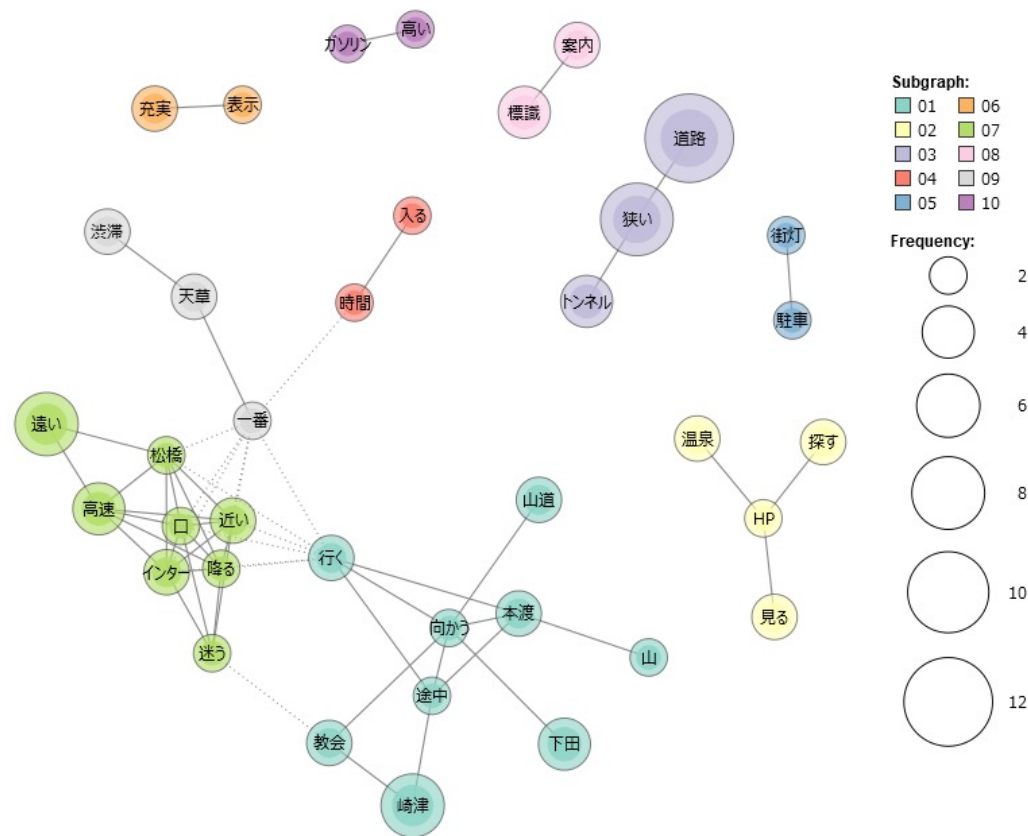 ガソリン
高い
案内
標識
充実
表示
道路
狭い
トンネル
入る
時間
渋滞
天草
一番
街灯
駐車
遠い
松橋
高速
口
近い
インター
降る
迷う
行く
山道
向かう
本渡
山
途中
教会
下田
崎津
温泉
探す
HP
見る
Subgraph:
01 06
02 07
03 08
04 09
05 10
Frequency:
2
4
6
8
10
12